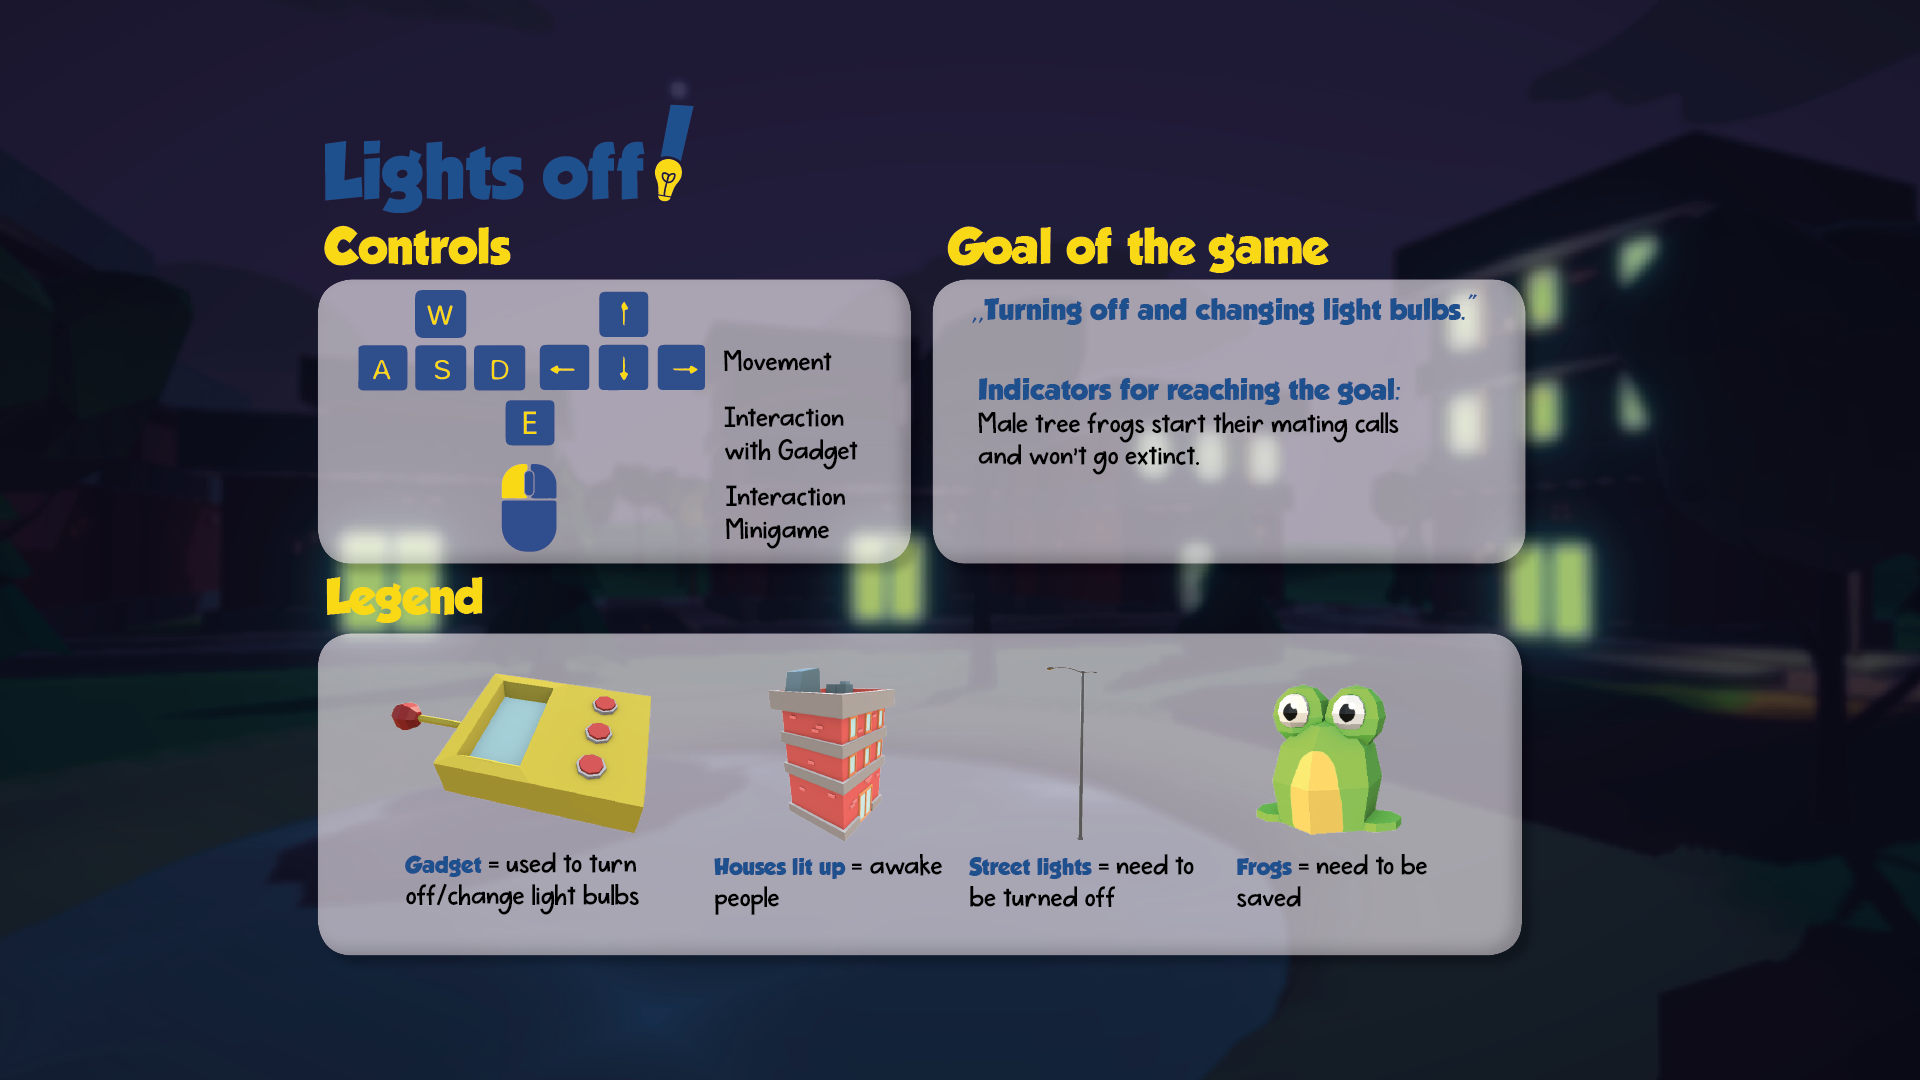 Lights off!
Controls
W
↑
A S D ← ↓ →
Movement
E
Interaction
with Gadget
Interaction
Minigame
Goal of the game
„Turning off and changing light bulbs.”
Indicators for reaching the goal:
Male tree frogs start their mating calls
and won't go extinct.
Legend
Gadget = used to turn
off/change light bulbs
Houses lit up = awake
people
Street lights = need to
be turned off
Frogs = need to be
saved